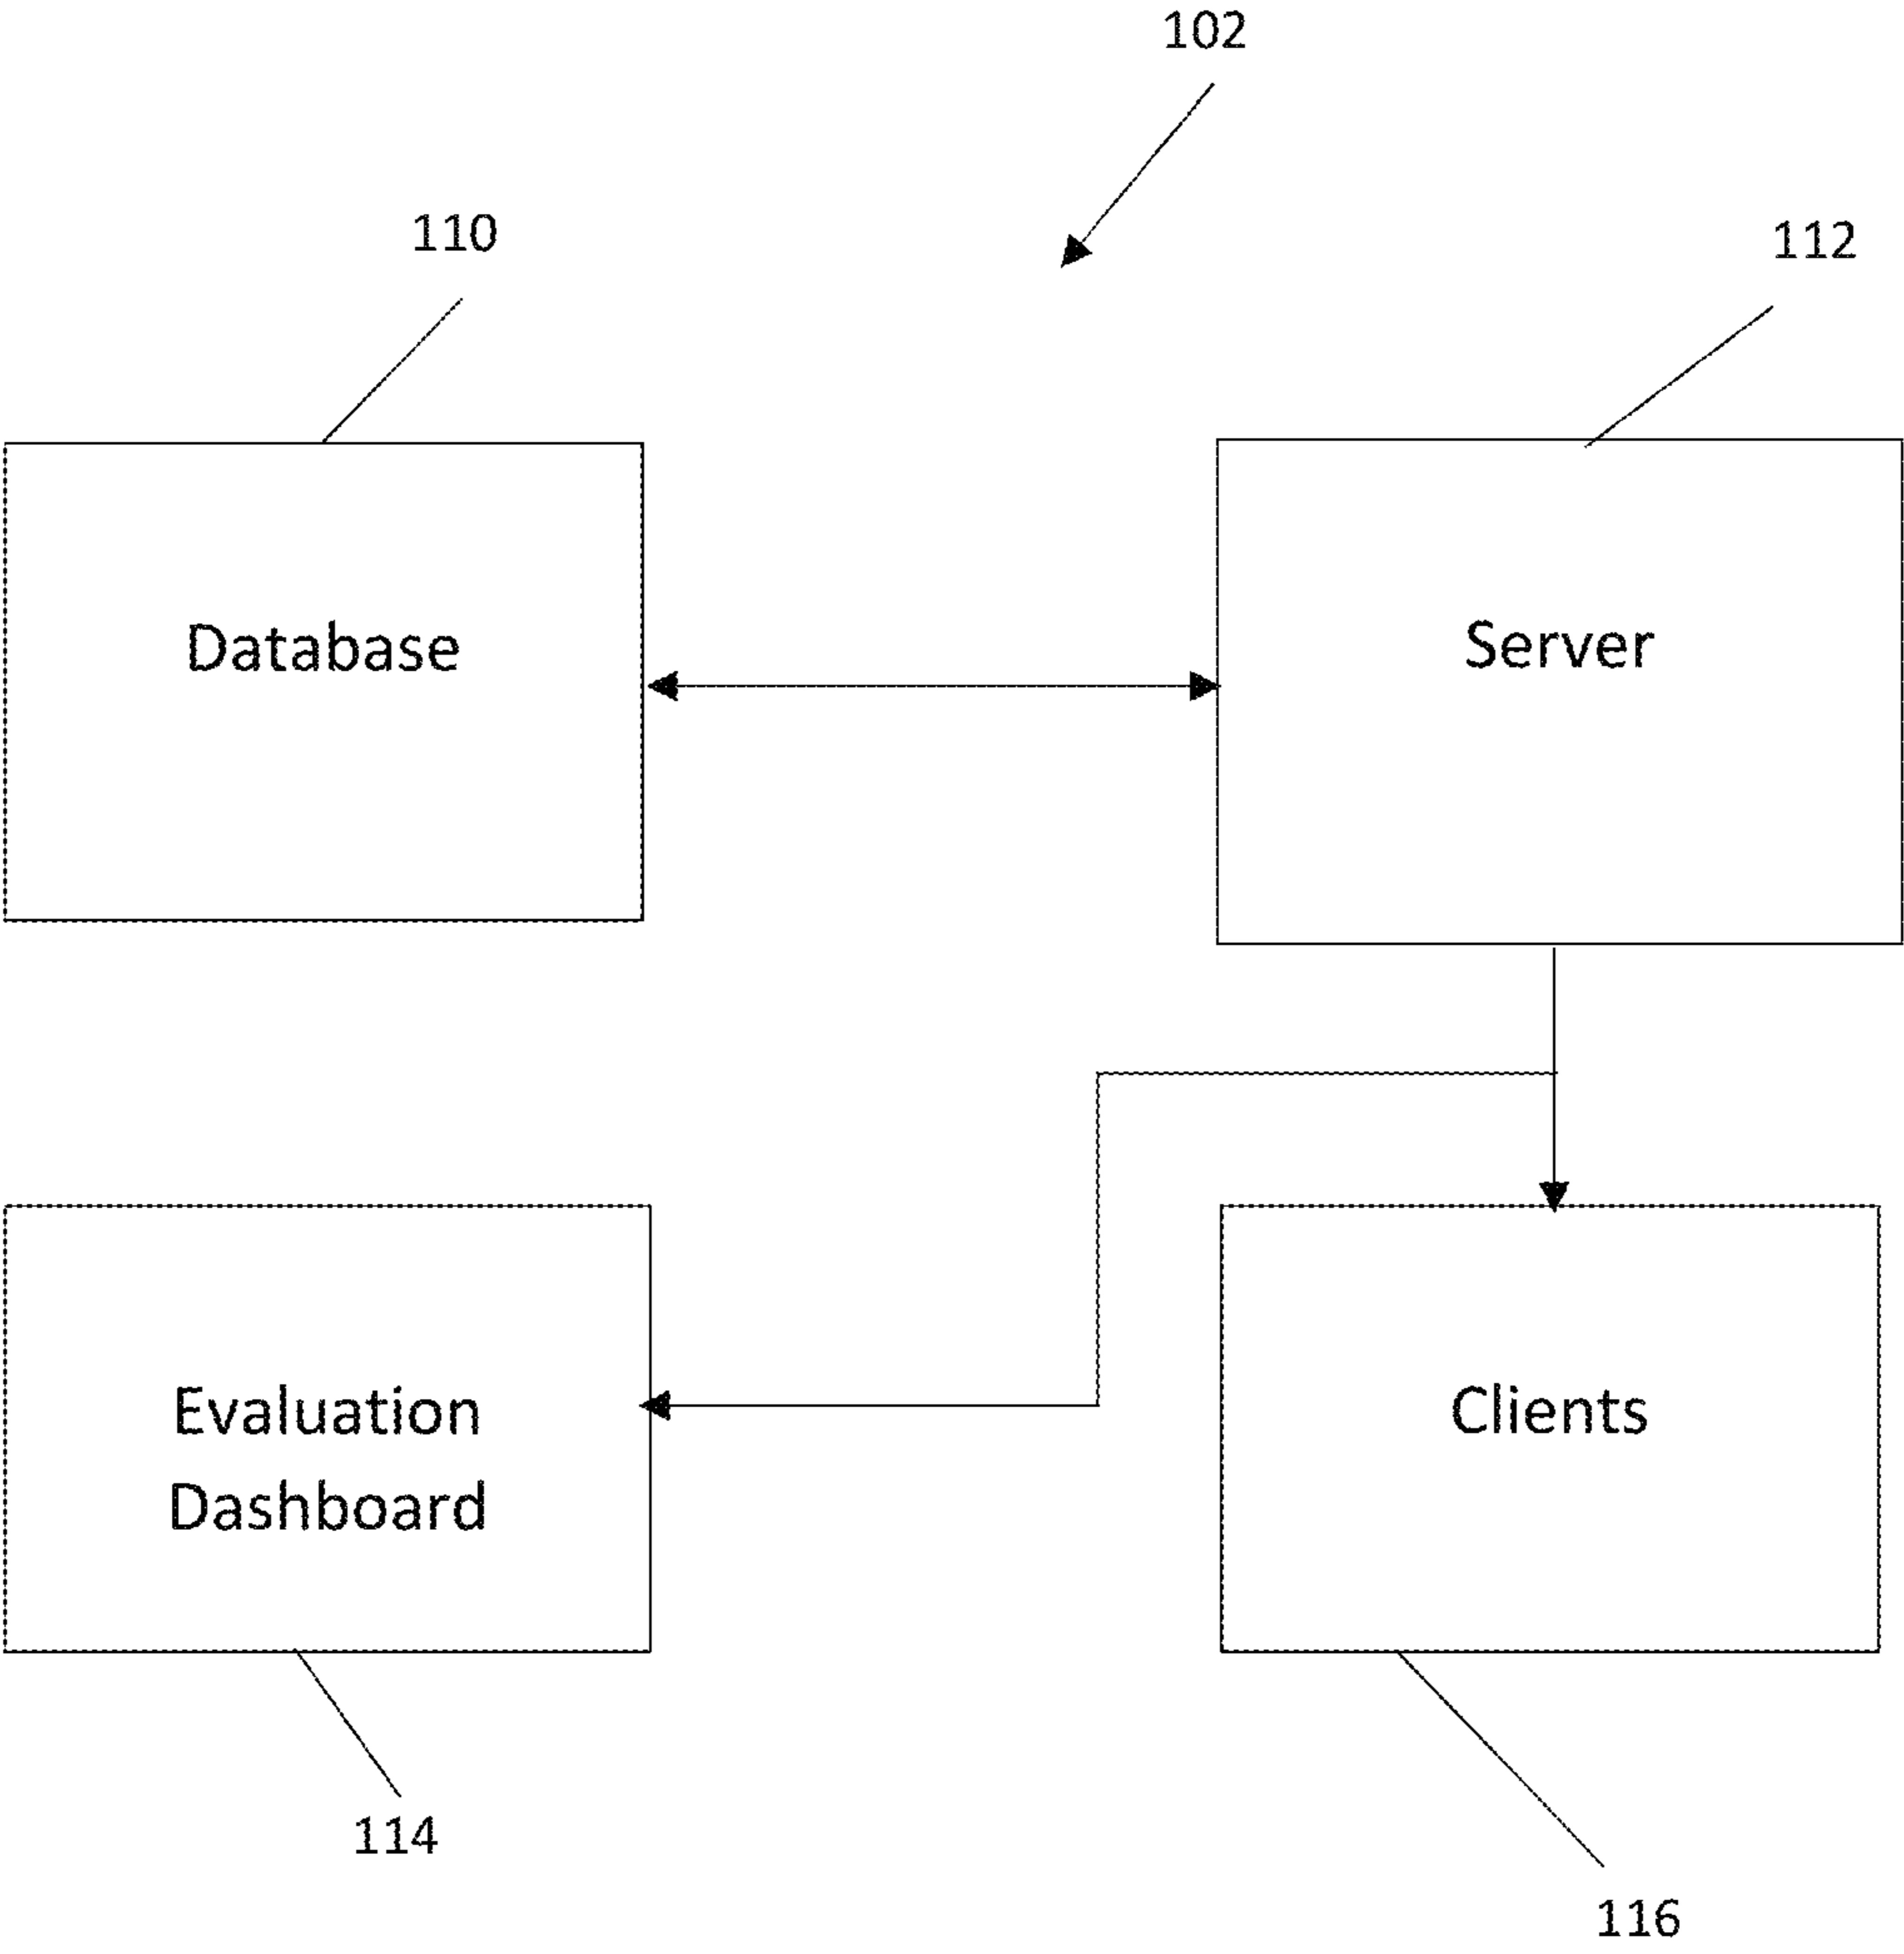 102
110
112
Database
Server
Evaluation
Dashboard
Clients
114
116